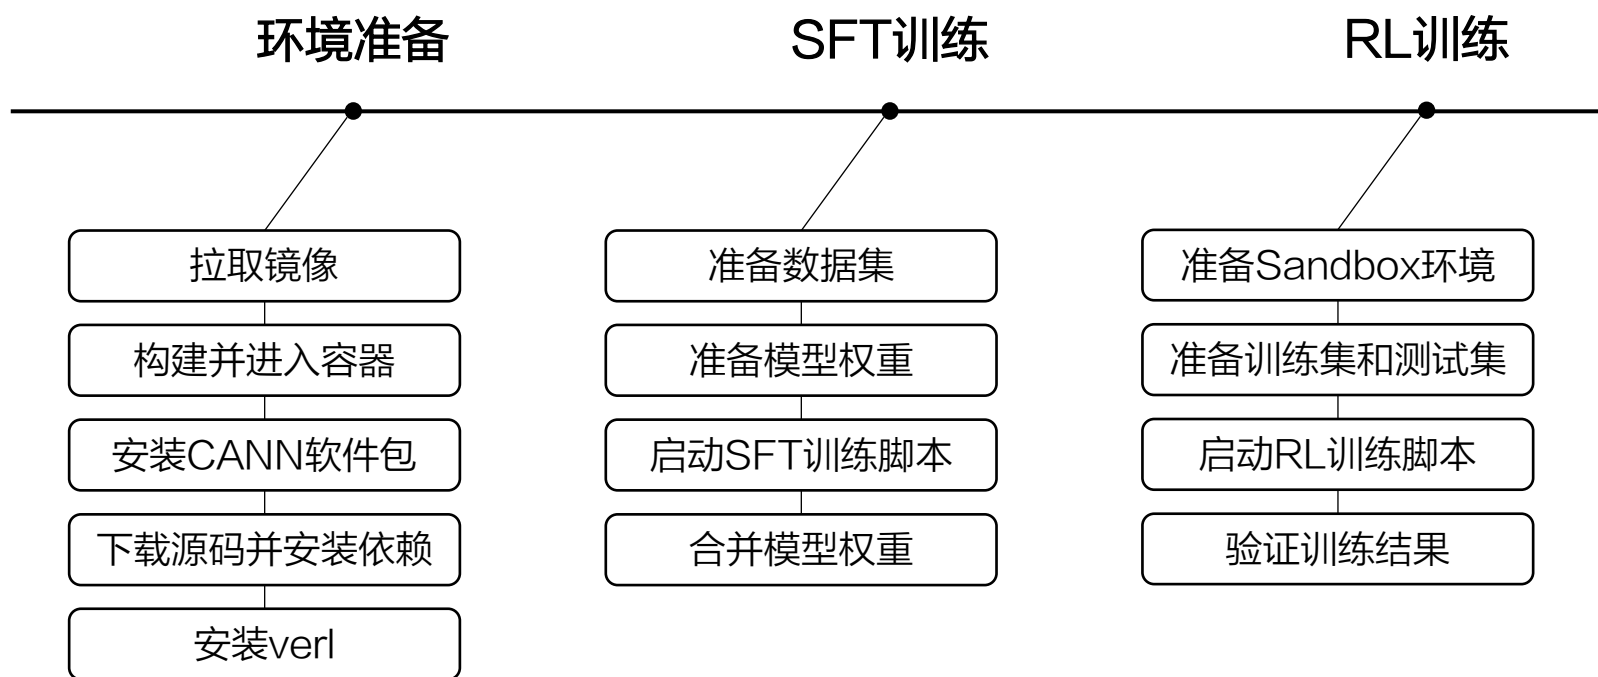 环境准备
拉取镜像
构建并进入容器
安装CANN软件包
下载源码并安装依赖
安装verl
SFT训练
准备数据集
准备模型权重
启动SFT训练脚本
合并模型权重
RL训练
准备Sandbox环境
准备训练集和测试集
启动RL训练脚本
验证训练结果